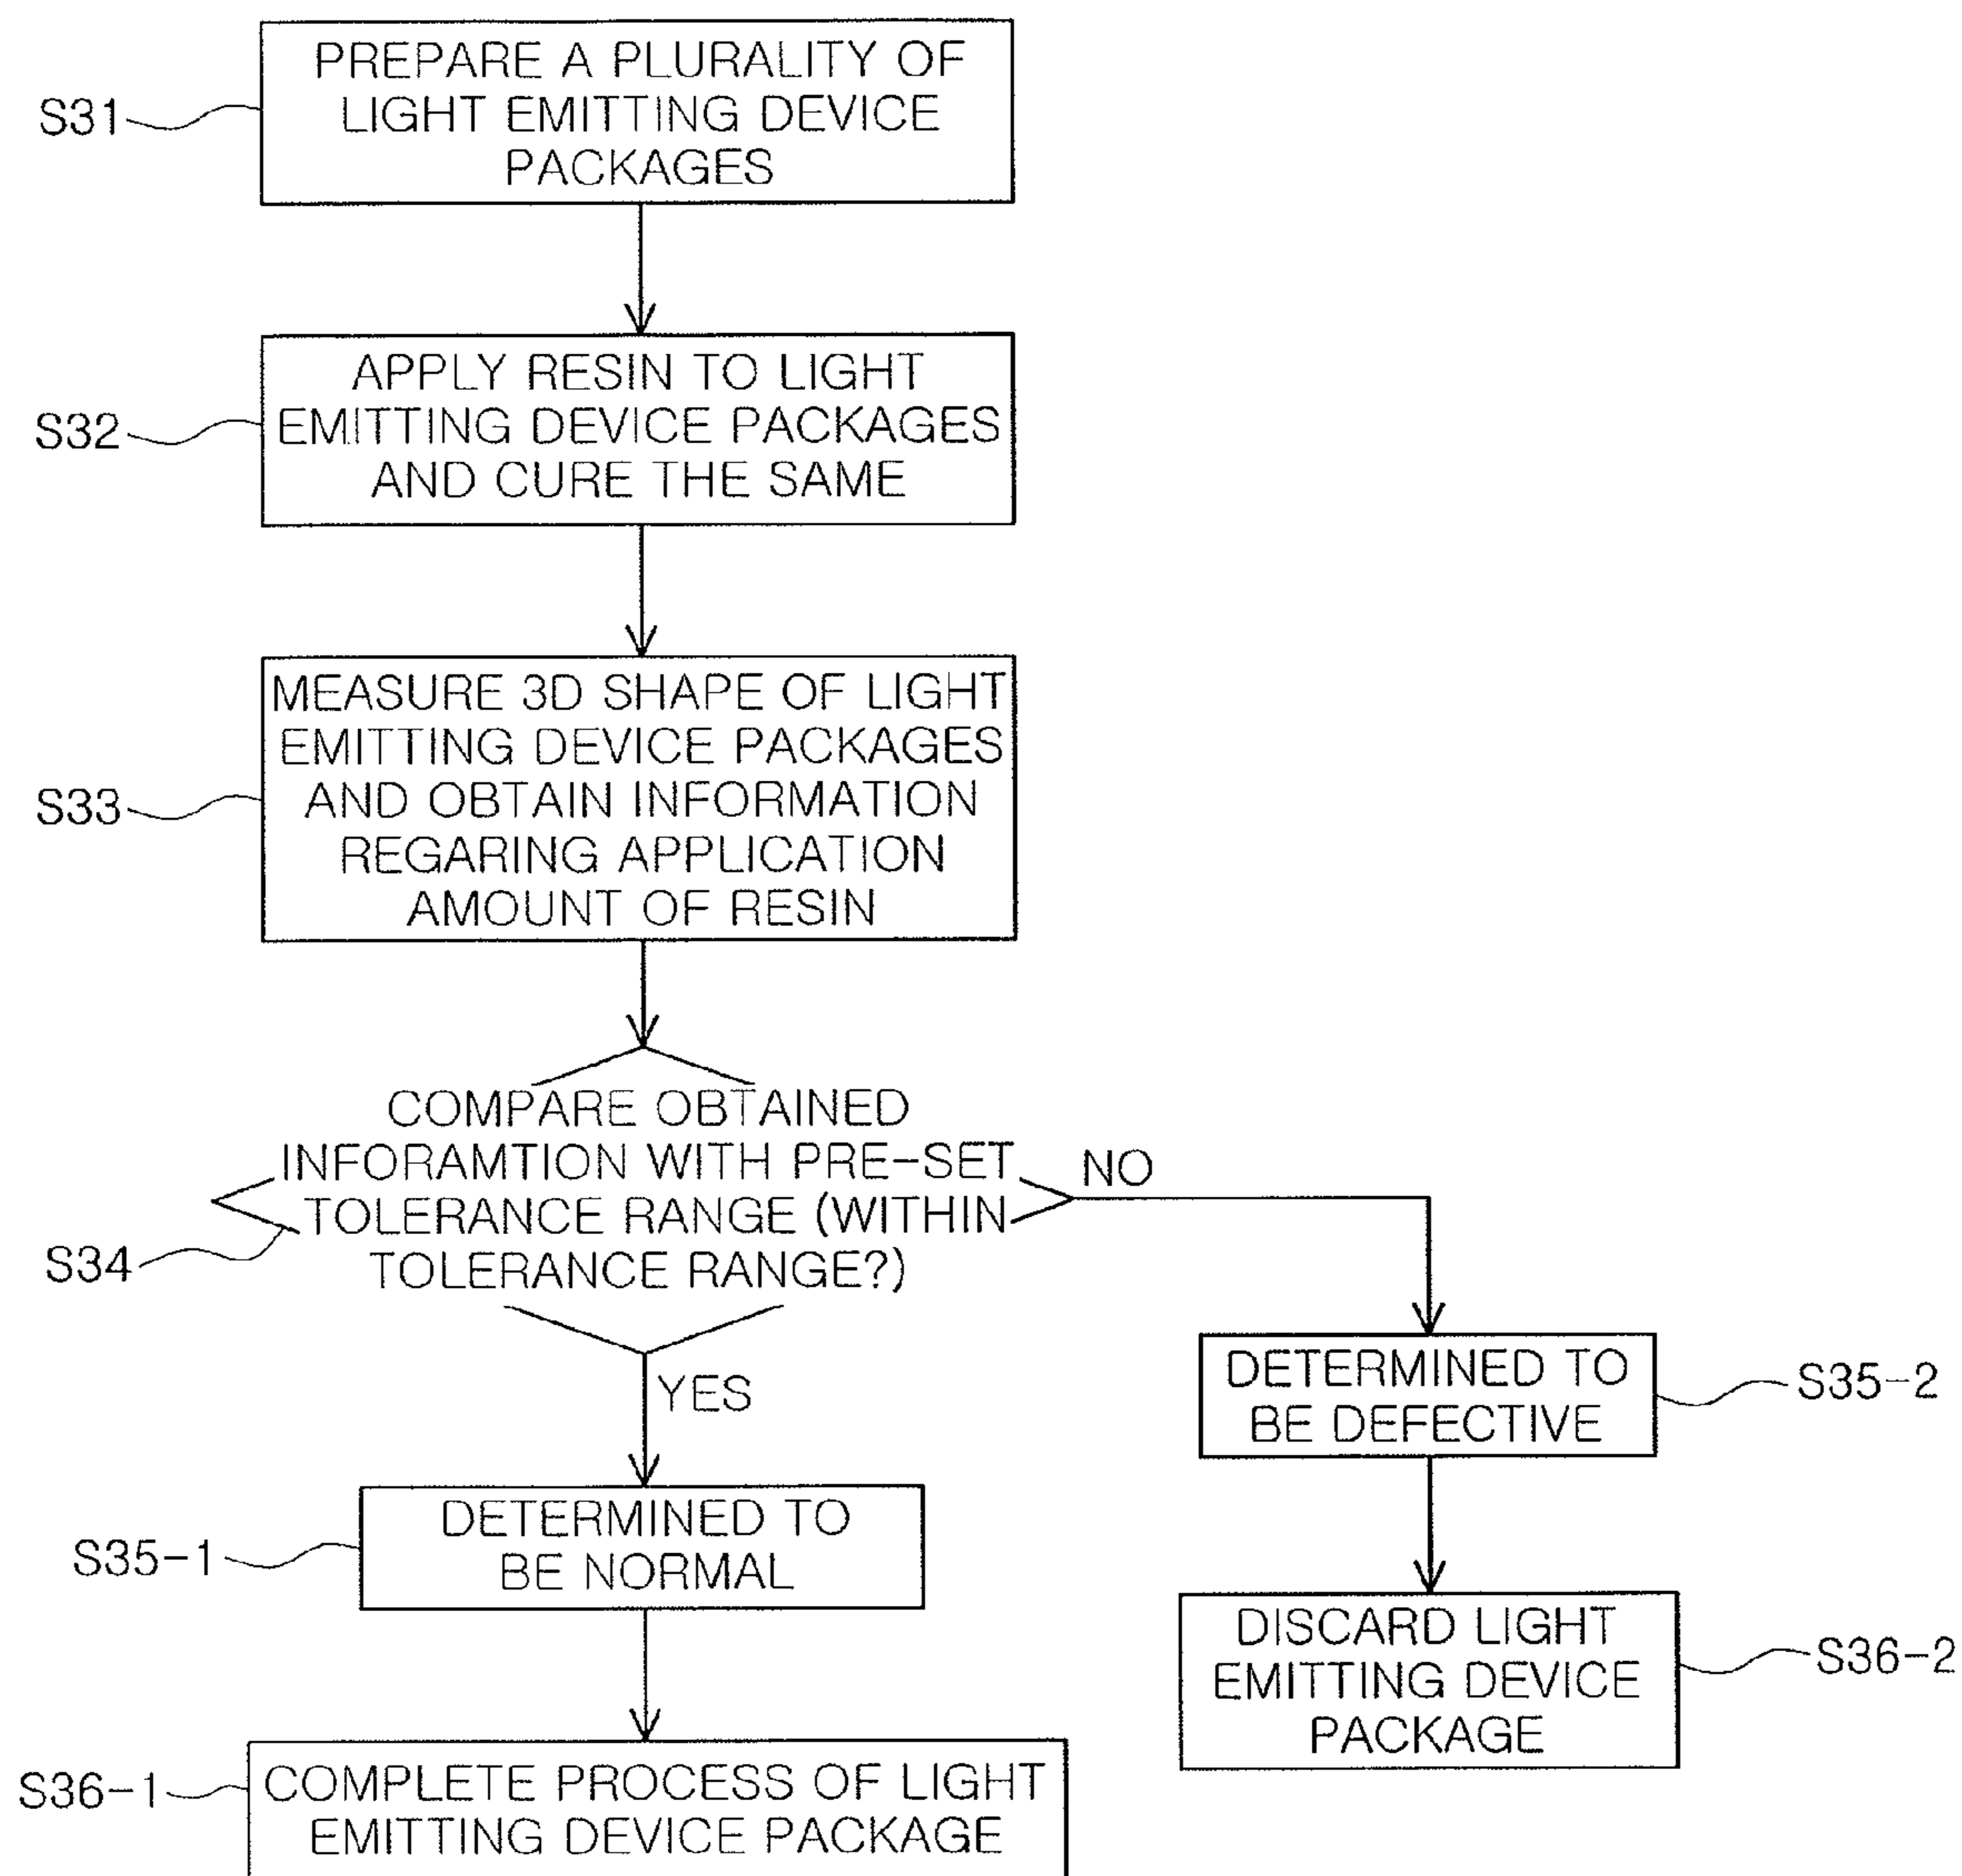 PREPARE A PLURALITY OF
LIGHT EMITTING DEVICE
PACKAGES
S31
APPLY RESIN TO LIGHT
EMITTING DEVICE PACKAGES
AND CURE THE SAME
S32
MEASURE 3D SHAPE OF LIGHT
EMITTING DEVICE PACKAGES
AND OBTAIN INFORMATION
REGARING APPLICATION
AMOUNT OF RESIN
S33
COMPARE OBTAINED
INFORAMTION WITH PRE-SET
TOLERANCE RANGE (WITHIN
TOLERANCE RANGE?)
S34
NO
YES
DETERMINED TO
BE DEFECTIVE
S35-2
DETERMINED TO
BE NORMAL
S35-1
DISCARD LIGHT
EMITTING DEVICE
PACKAGE
S36-2
COMPLETE PROCESS OF LIGHT
EMITTING DEVICE PACKAGE
S36-1